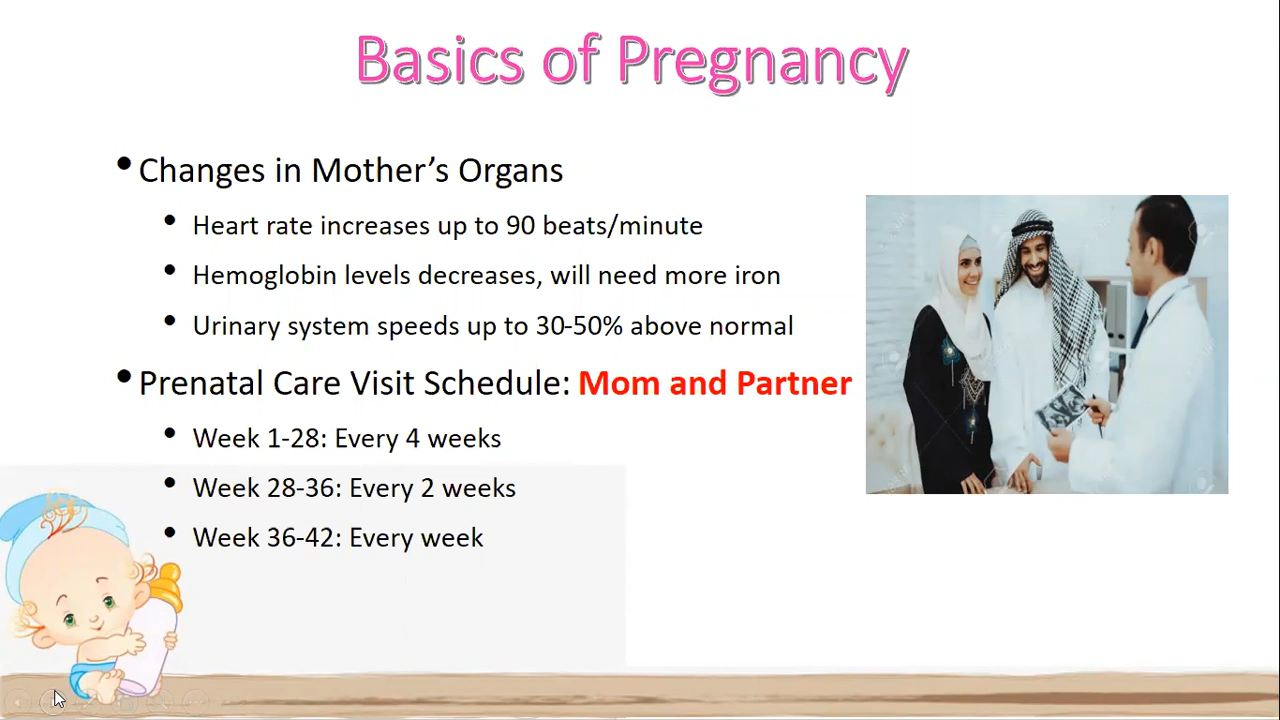 Basics of Pregnancy
•Changes in Mother’s Organs
• Heart rate increases up to 90 beats/minute
• Hemoglobin levels decreases, will need more iron
• Urinary system speeds up to 30-50% above normal
•Prenatal Care Visit Schedule: Mom and Partner
• Week 1-28: Every 4 weeks
• Week 28-36: Every 2 weeks
• Week 36-42: Every week